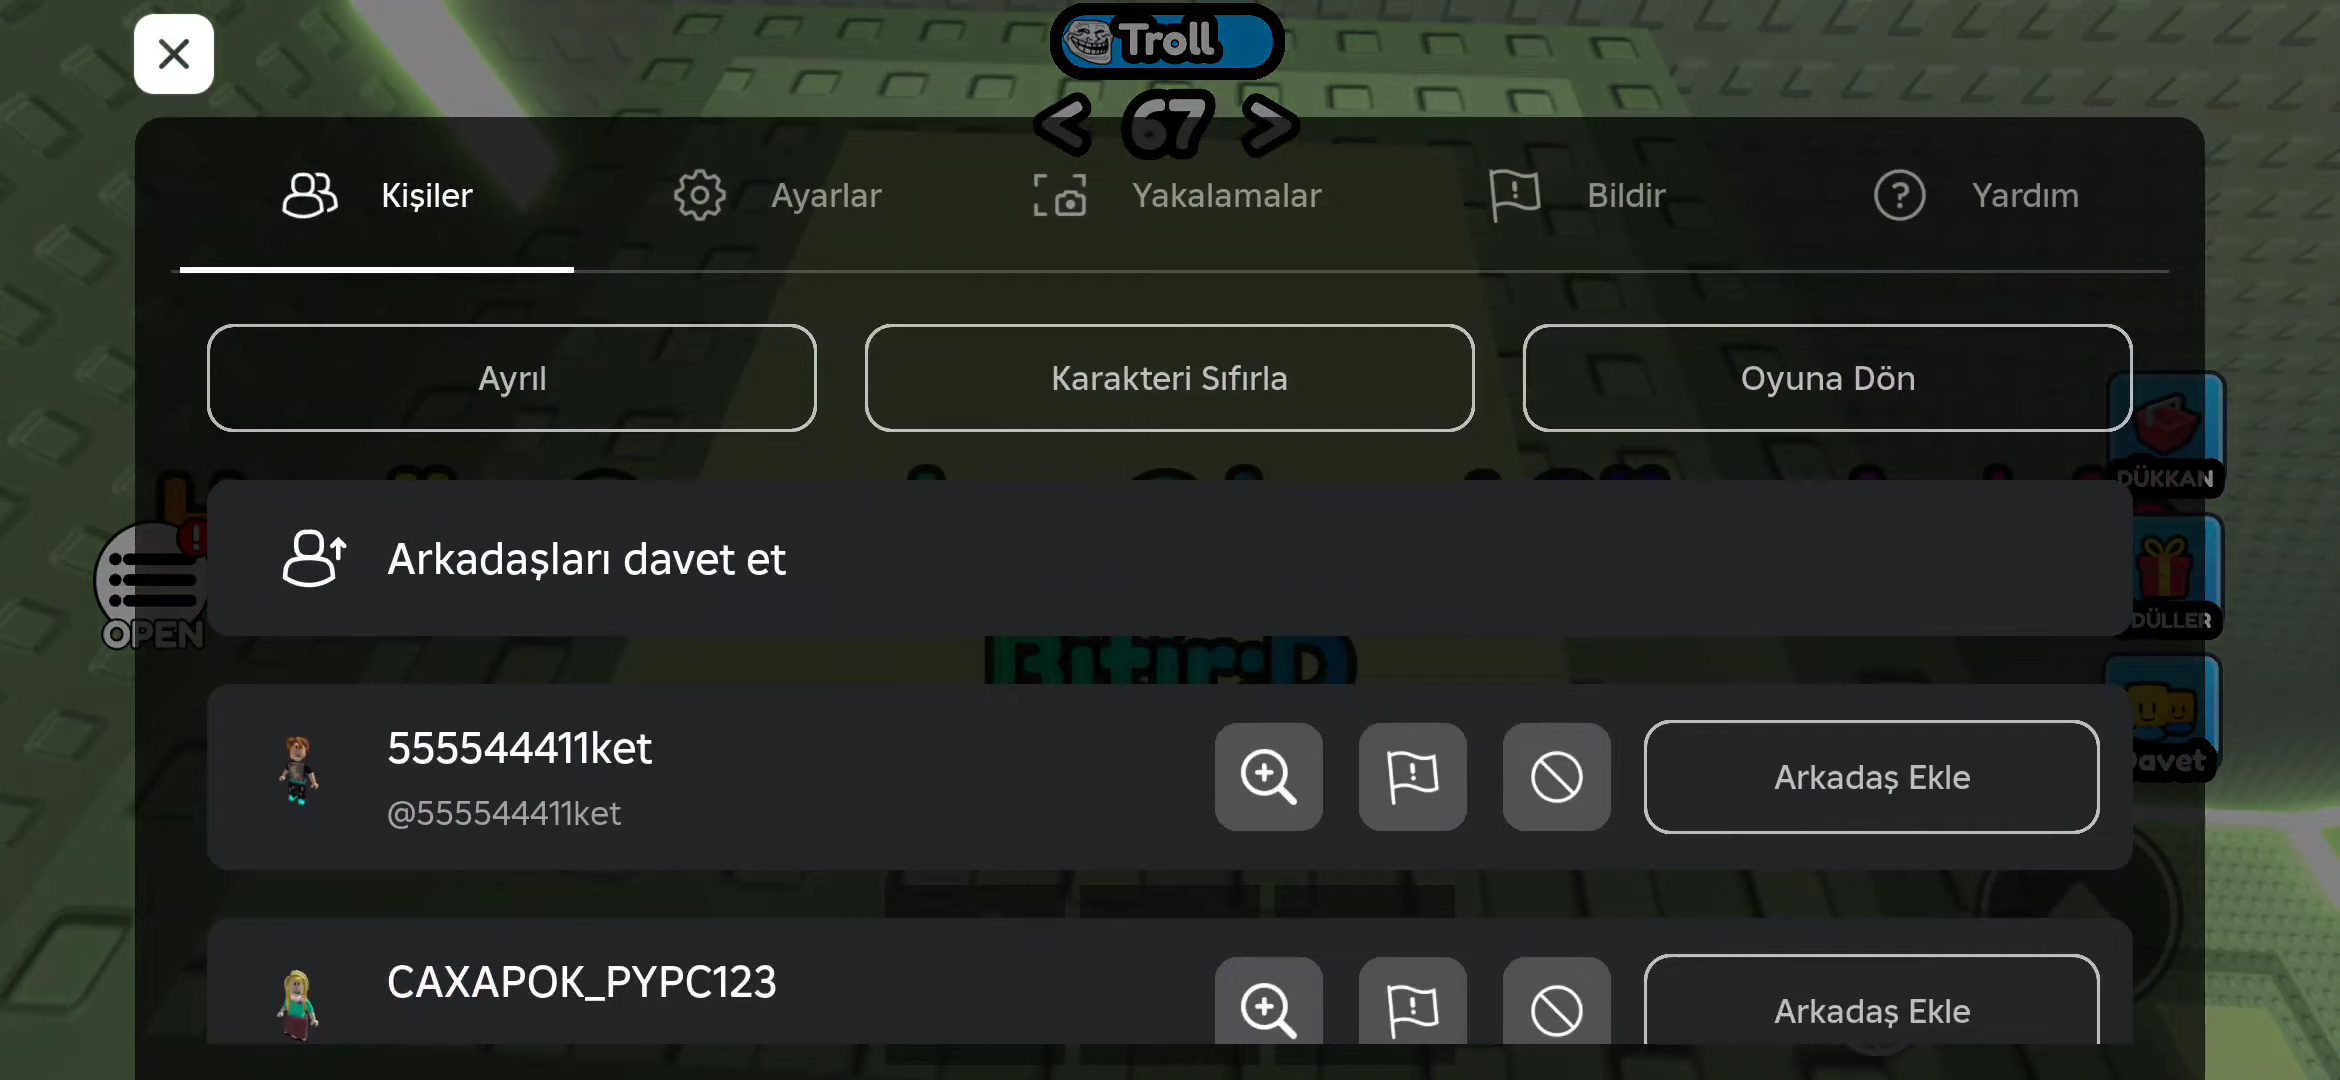 Troll
< 67 >
Kişiler
Ayarlar
Yakalamalar
Bildir
Yardım
Ayrıl
Karakteri Sıfırla
Oyuna Dön
DÜKKAN
Arkadaşları davet et
OPEN
Bitir:D
555544411ket
@555544411ket
Arkadaş Ekle
CAXAPOK_PYPC123
Arkadaş Ekle